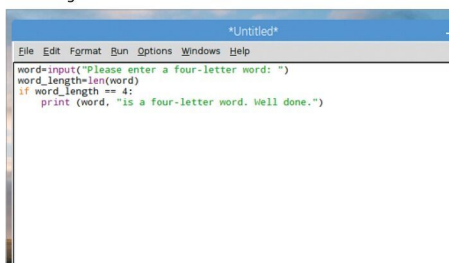 *Untitled*
File Edit Format Run Options Windows Help
word=input("Please enter a four-letter word: ")
word_length=len(word)
if word_length == 4:
    print (word, "is a four-letter word. Well done.")